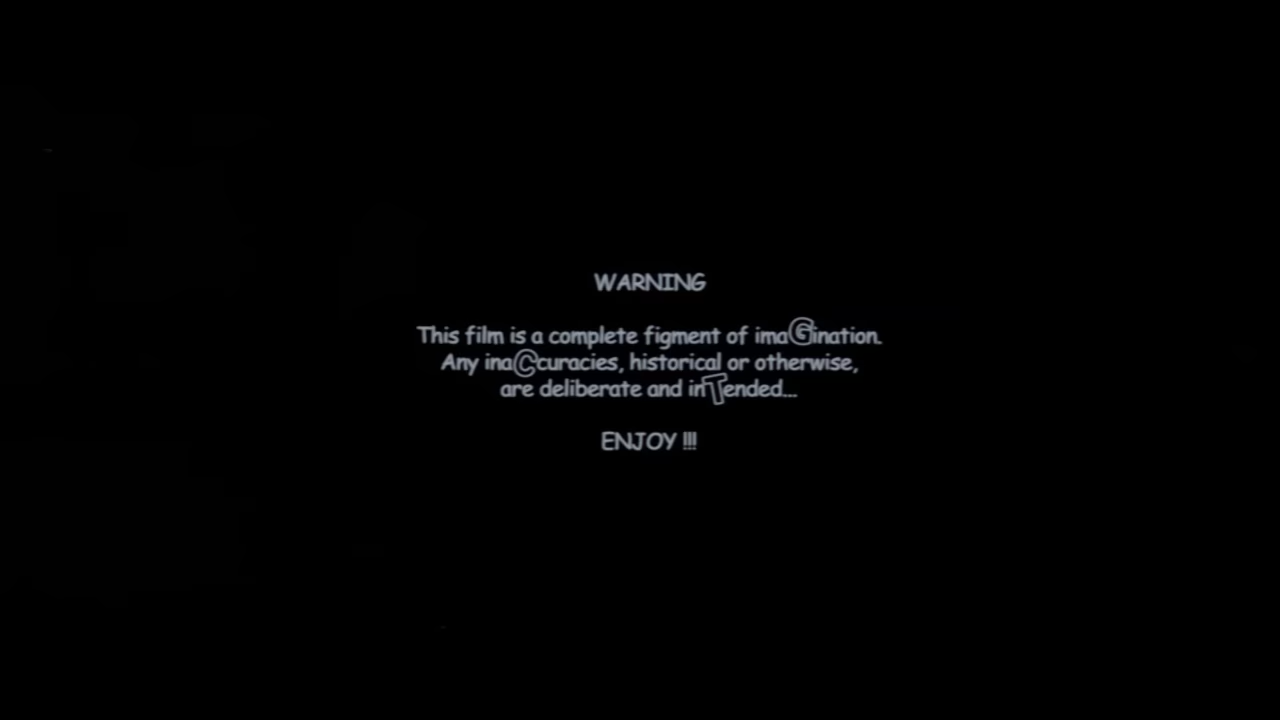 WARNING
This film is a complete figment of imaGination.
Any inaCcuracies, historical or otherwise,
are deliberate and inTended...
ENJOY !!!